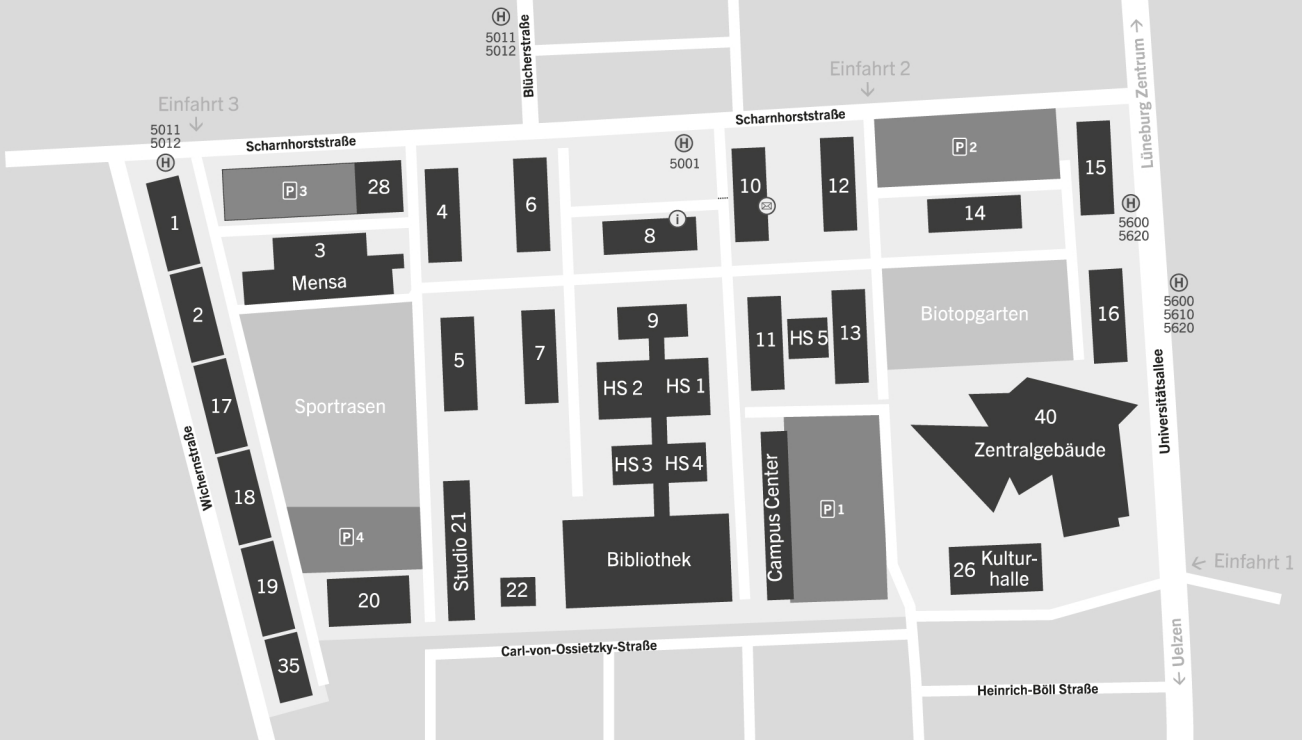 H
5011
5012
Blücherstraße
Einfahrt 2
Lüneburg Zentrum
Einfahrt 3
5011
5012
H
Scharnhorststraße
Scharnhorststraße
H
5001
P 3
28
P 2
15
1
4
6
10
12
14
i
8
H
5600
5620
3
Mensa
2
5
7
9
11
HS 5
13
Biotopgarten
16
H
5600
5610
5620
HS 2
HS 1
Sportrasen
17
HS 3
HS 4
40
Zentralgebäude
Universitätsallee
Wichernstraße
18
P 4
Studio 21
Bibliothek
Campus Center
P 1
26
Kultur-
halle
Einfahrt 1
19
20
22
35
Carl-von-Ossietzky-Straße
Uelzen
Heinrich-Böll Straße